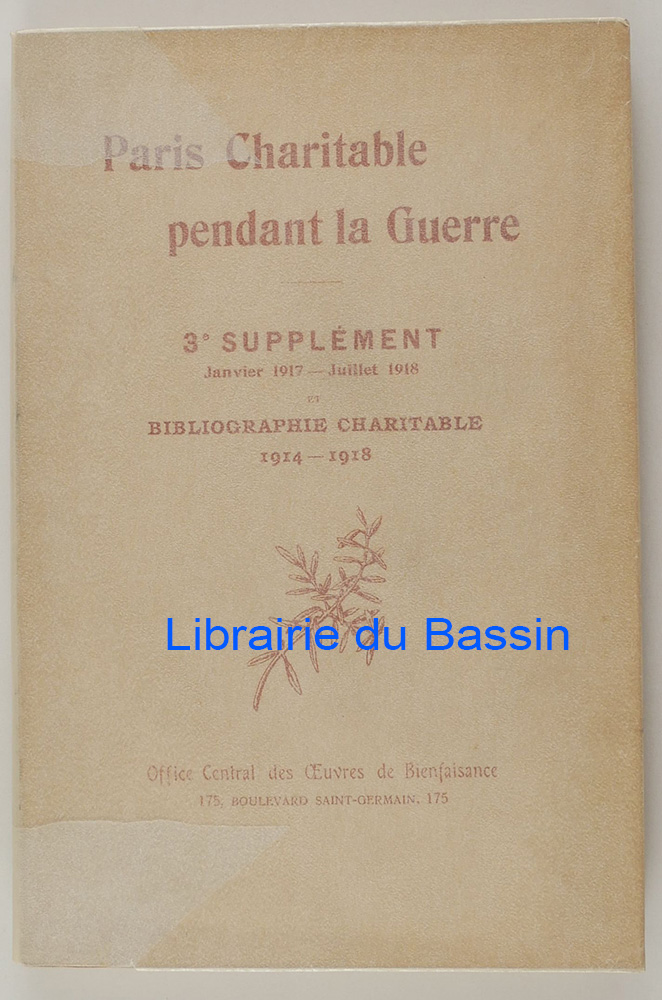 Paris Charitable
pendant la Guerre
3e SUPPLÉMENT
Janvier 1917 — Juillet 1918
ET
BIBLIOGRAPHIE CHARITABLE
1914 — 1918
Librairie du Bassin
Office Central des Œuvres de Bienfaisance
175, BOULEVARD SAINT-GERMAIN, 175